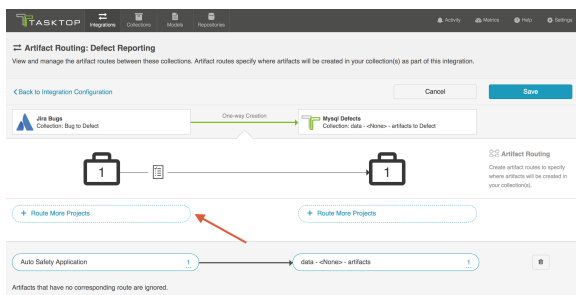 TASKTOP
Integrations
Collections
Models
Repositories
Activity
Metrics
Help
Settings
Artifact Routing: Defect Reporting
View and manage the artifact routes between these collections. Artifact routes specify where artifacts will be created in your collection(s) as part of this integration.
Back to Integration Configuration
Cancel
Save
Jira Bugs
Collection: Bug to Defect
One-way Creation
Mysql Defects
Collection: data - <None> - artifacts to Defect
1
1
Artifact Routing
Create artifact routes to specify
where artifacts will be created in
your collection(s).
+ Route More Projects
+ Route More Projects
Auto Safety Application 1
data - <None> - artifacts 1
Artifacts that have no corresponding route are ignored.